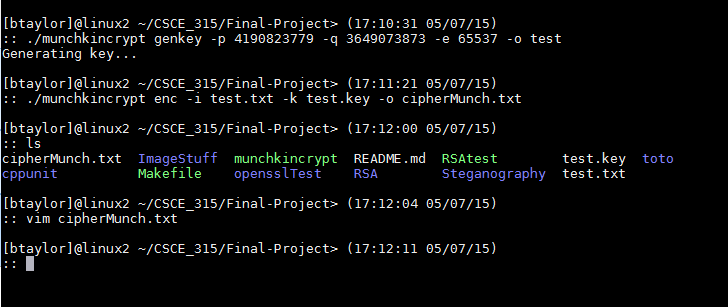 [btaylor]@linux2 ~/CSCE_315/Final-Project> (17:10:31 05/07/15)
:: ./munchkincrypt genkey -p 4190823779 -q 3649073873 -e 65537 -o test
Generating key...
[btaylor]@linux2 ~/CSCE_315/Final-Project> (17:11:21 05/07/15)
:: ./munchkincrypt enc -i test.txt -k test.key -o cipherMunch.txt
[btaylor]@linux2 ~/CSCE_315/Final-Project> (17:12:00 05/07/15)
:: ls
cipherMunch.txt ImageStuff munchkincrypt README.md RSAtest test.key toto
cppunit Makefile opensslTest RSA Steganography test.txt
[btaylor]@linux2 ~/CSCE_315/Final-Project> (17:12:04 05/07/15)
:: vim cipherMunch.txt
[btaylor]@linux2 ~/CSCE_315/Final-Project> (17:12:11 05/07/15)
::